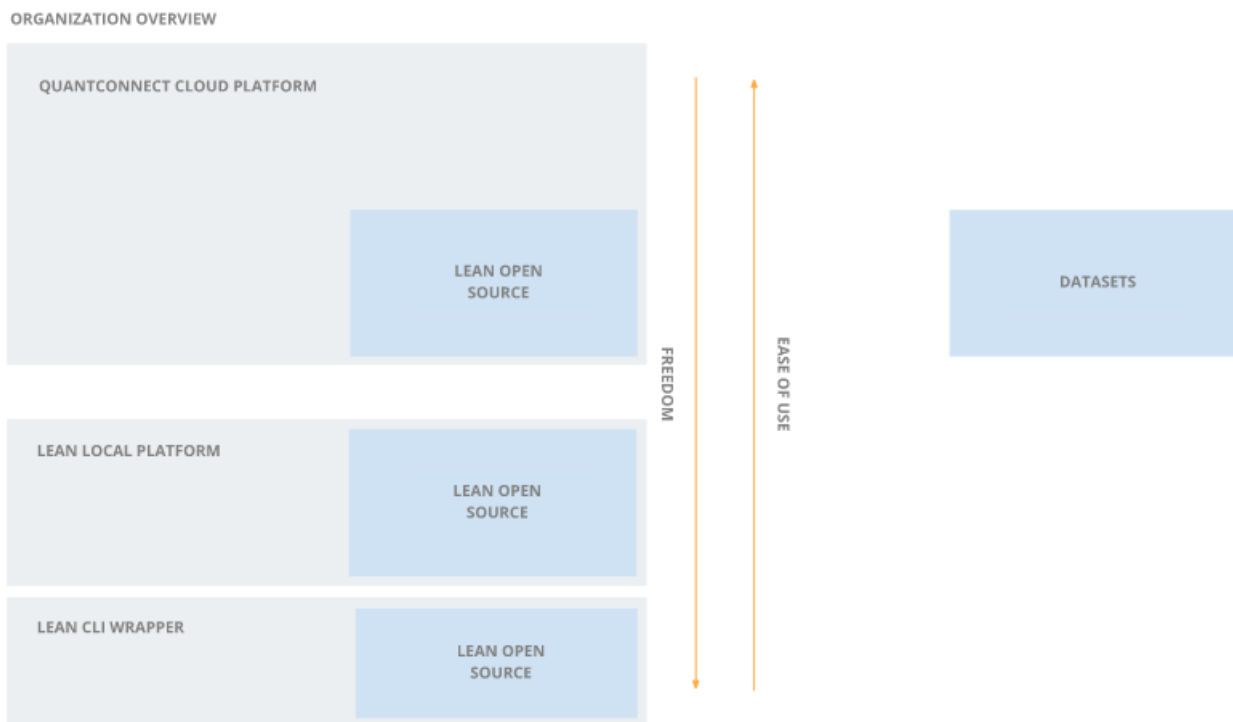 ORGANIZATION OVERVIEW
QUANTCONNECT CLOUD PLATFORM
LEAN OPEN
SOURCE
DATASETS
FREEDOM
EASE OF USE
LEAN LOCAL PLATFORM
LEAN OPEN
SOURCE
LEAN CLI WRAPPER
LEAN OPEN
SOURCE